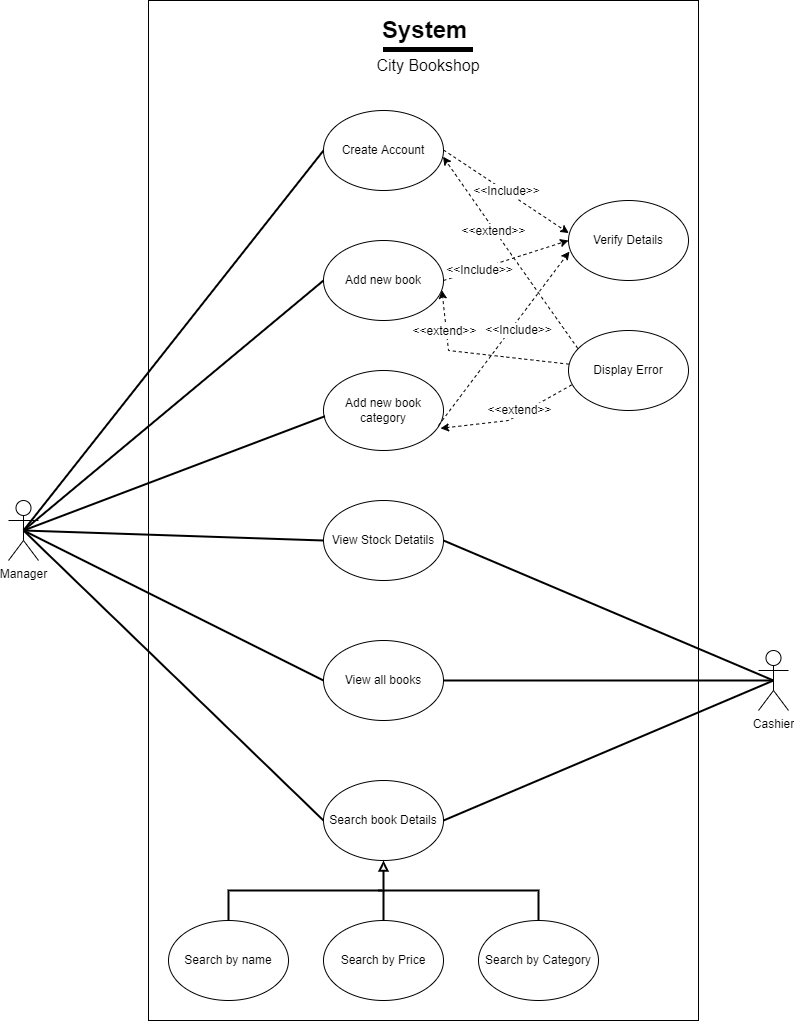 System
City Bookshop
Create Account
<<Include>>
<<extend>>
Verify Details
Add new book
<<Include>>
<<extend>>
<<Include>>
Display Error
Add new book
category
<<extend>>
View Stock Detatils
Manager
View all books
Cashier
Search book Details
Search by name
Search by Price
Search by Category